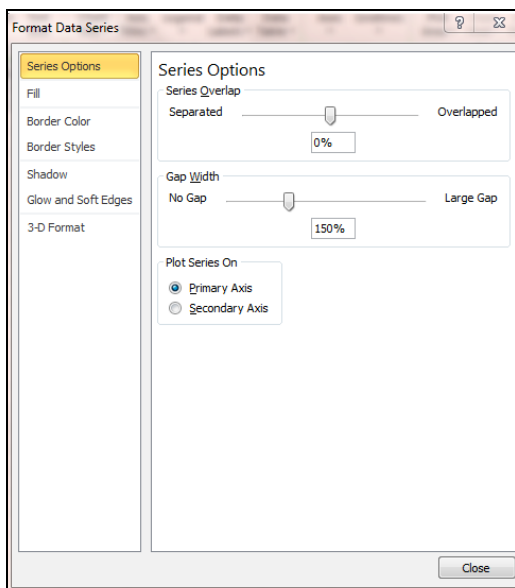 Format Data Series
Series Options
Fill
Border Color
Border Styles
Shadow
Glow and Soft Edges
3-D Format
Series Options
Series Overlap
Separated Overlapped
0%
Gap Width
No Gap Large Gap
150%
Plot Series On
Primary Axis
Secondary Axis
Close